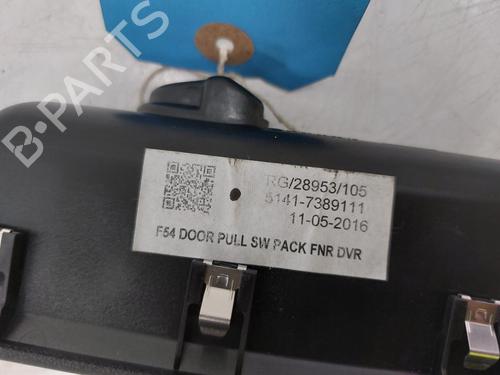 B-PARTS
RG/28953/105
5141-7389111
11-05-2016
F54 DOOR PULL SW PACK FNR DVR